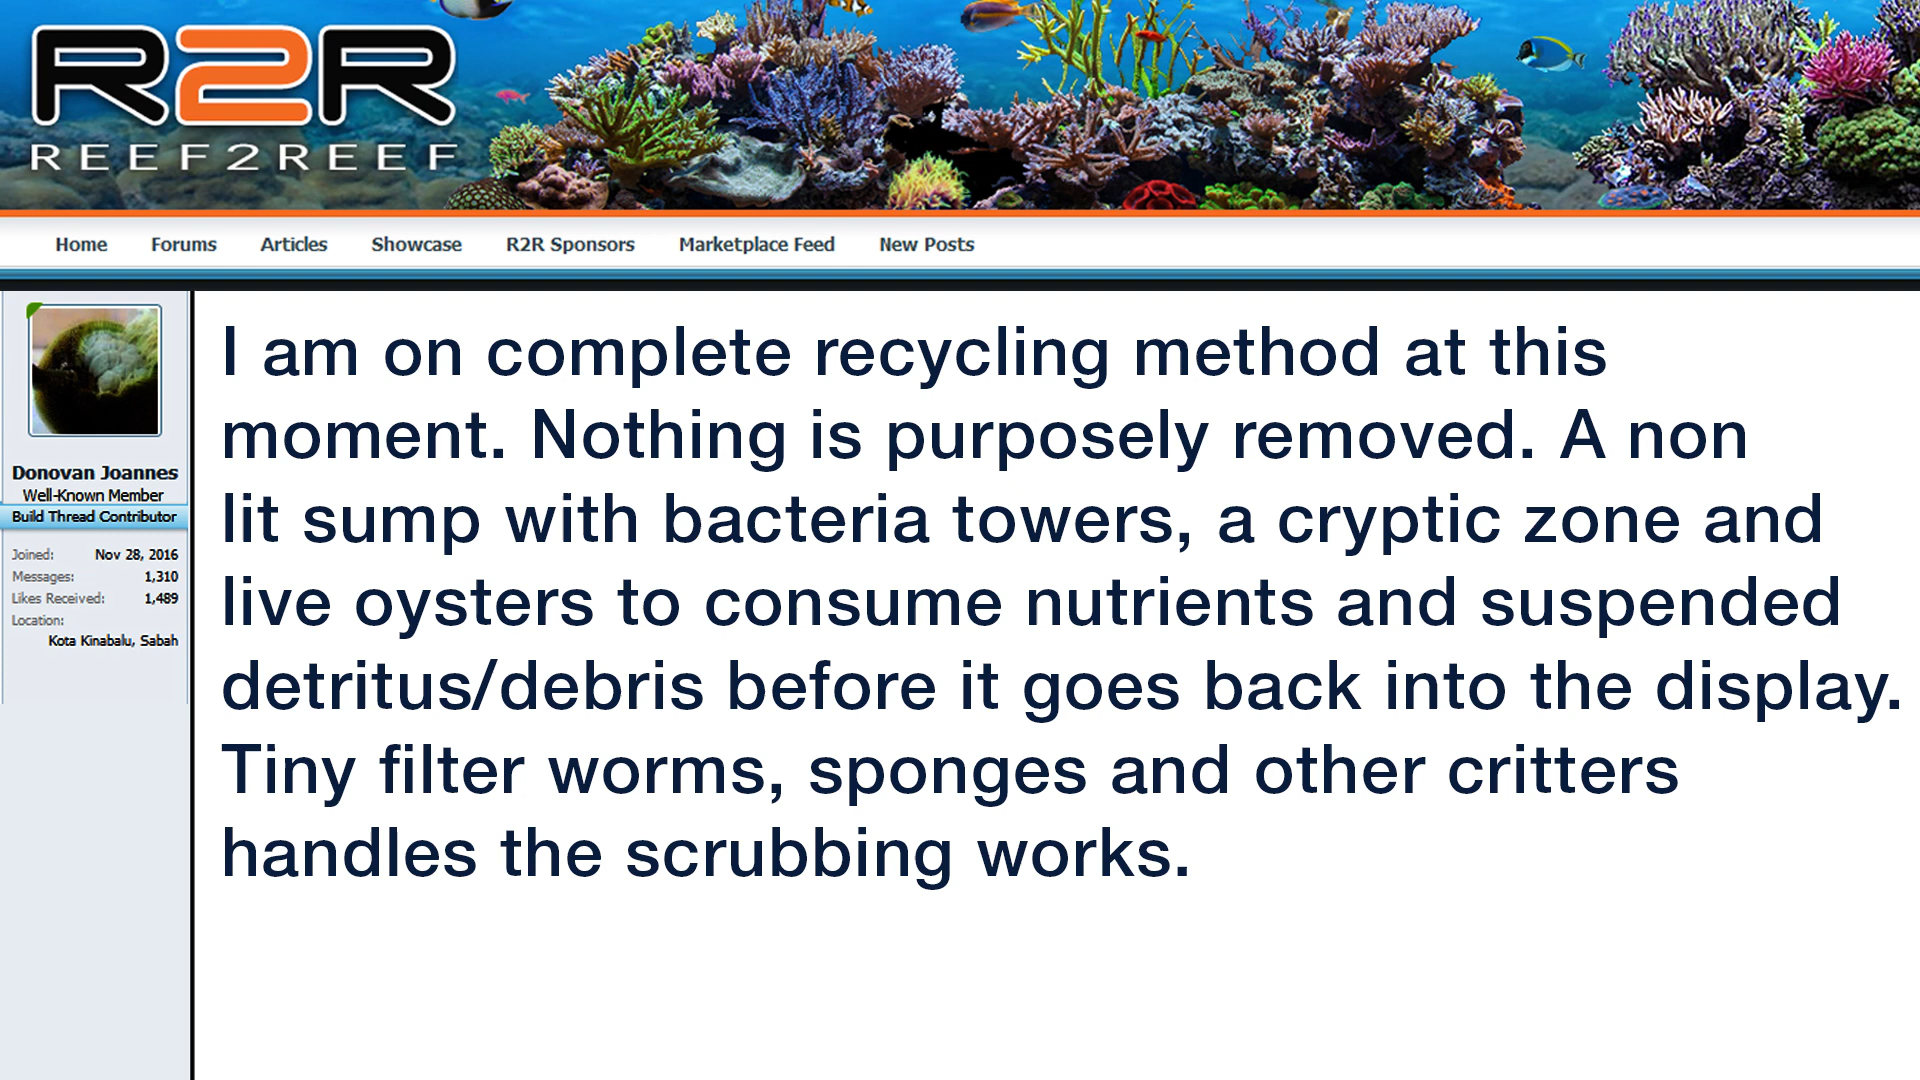 R2R
REEF2REEF
Home Forums Articles Showcase R2R Sponsors Marketplace Feed New Posts
Donovan Joannes
Well-Known Member
Build Thread Contributor
Joined: Nov 28, 2016
Messages: 1,310
Likes Received: 1,489
Location:
Kota Kinabalu, Sabah
I am on complete recycling method at this
moment. Nothing is purposely removed. A non
lit sump with bacteria towers, a cryptic zone and
live oysters to consume nutrients and suspended
detritus/debris before it goes back into the display.
Tiny filter worms, sponges and other critters
handles the scrubbing works.